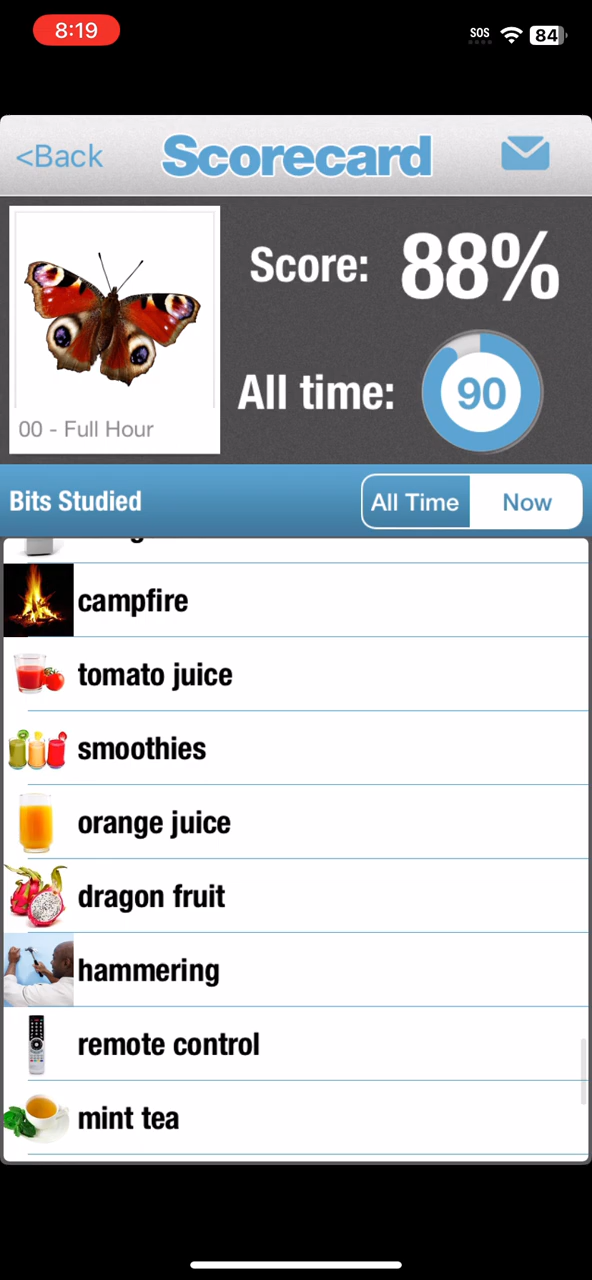 8:19
SOS
84
<Back
Scorecard
Score: 88%
All time: 90
00 - Full Hour
Bits Studied
All Time
Now
campfire
tomato juice
smoothies
orange juice
dragon fruit
hammering
remote control
mint tea